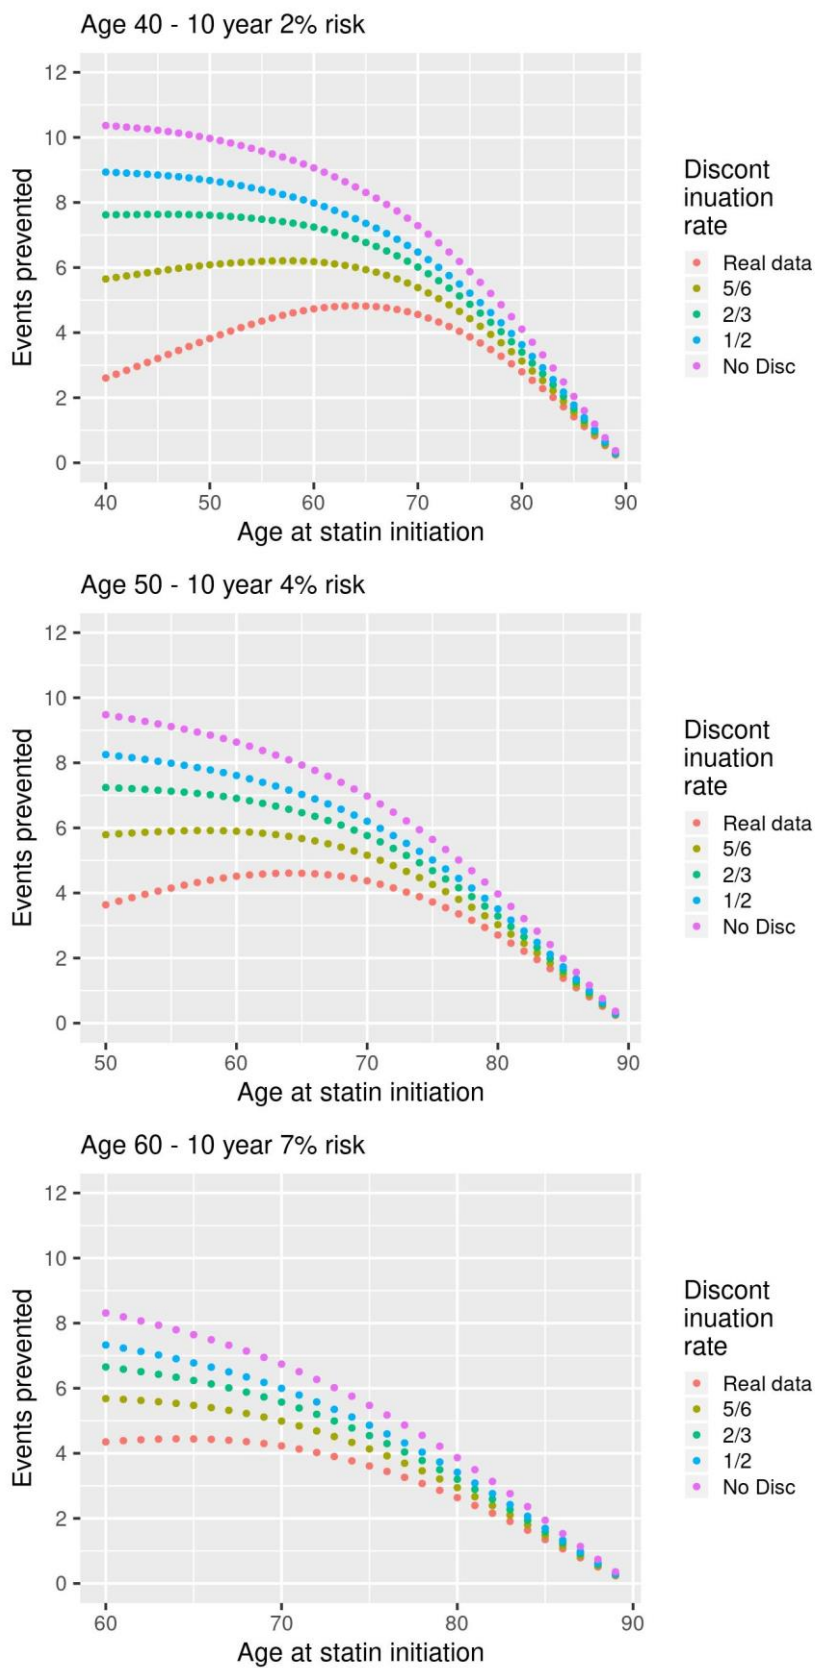 Age 40 - 10 year 2% risk
12
10
8
6
4
2
0
Events prevented
40 50 60 70 80 90
Age at statin initiation
Discont
inuation
rate
Real data
5/6
2/3
1/2
No Disc
Age 50 - 10 year 4% risk
12
10
8
6
4
2
0
Events prevented
50 60 70 80 90
Age at statin initiation
Discont
inuation
rate
Real data
5/6
2/3
1/2
No Disc
Age 60 - 10 year 7% risk
12
10
8
6
4
2
0
Events prevented
60 70 80 90
Age at statin initiation
Discont
inuation
rate
Real data
5/6
2/3
1/2
No Disc